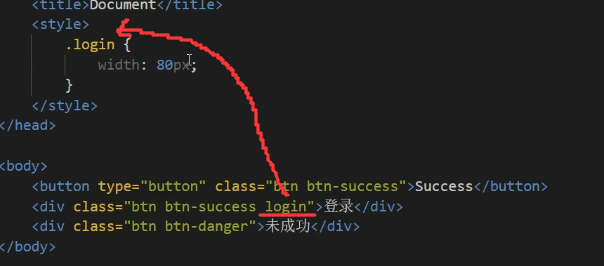 <title>Document</title>
<style>
.login {
width: 80px;
}
</style>
</head>
<body>
<button type="button" class="btn btn-success">Success</button>
<div class="btn btn-success login">登录</div>
<div class="btn btn-danger">未成功</div>
</body>